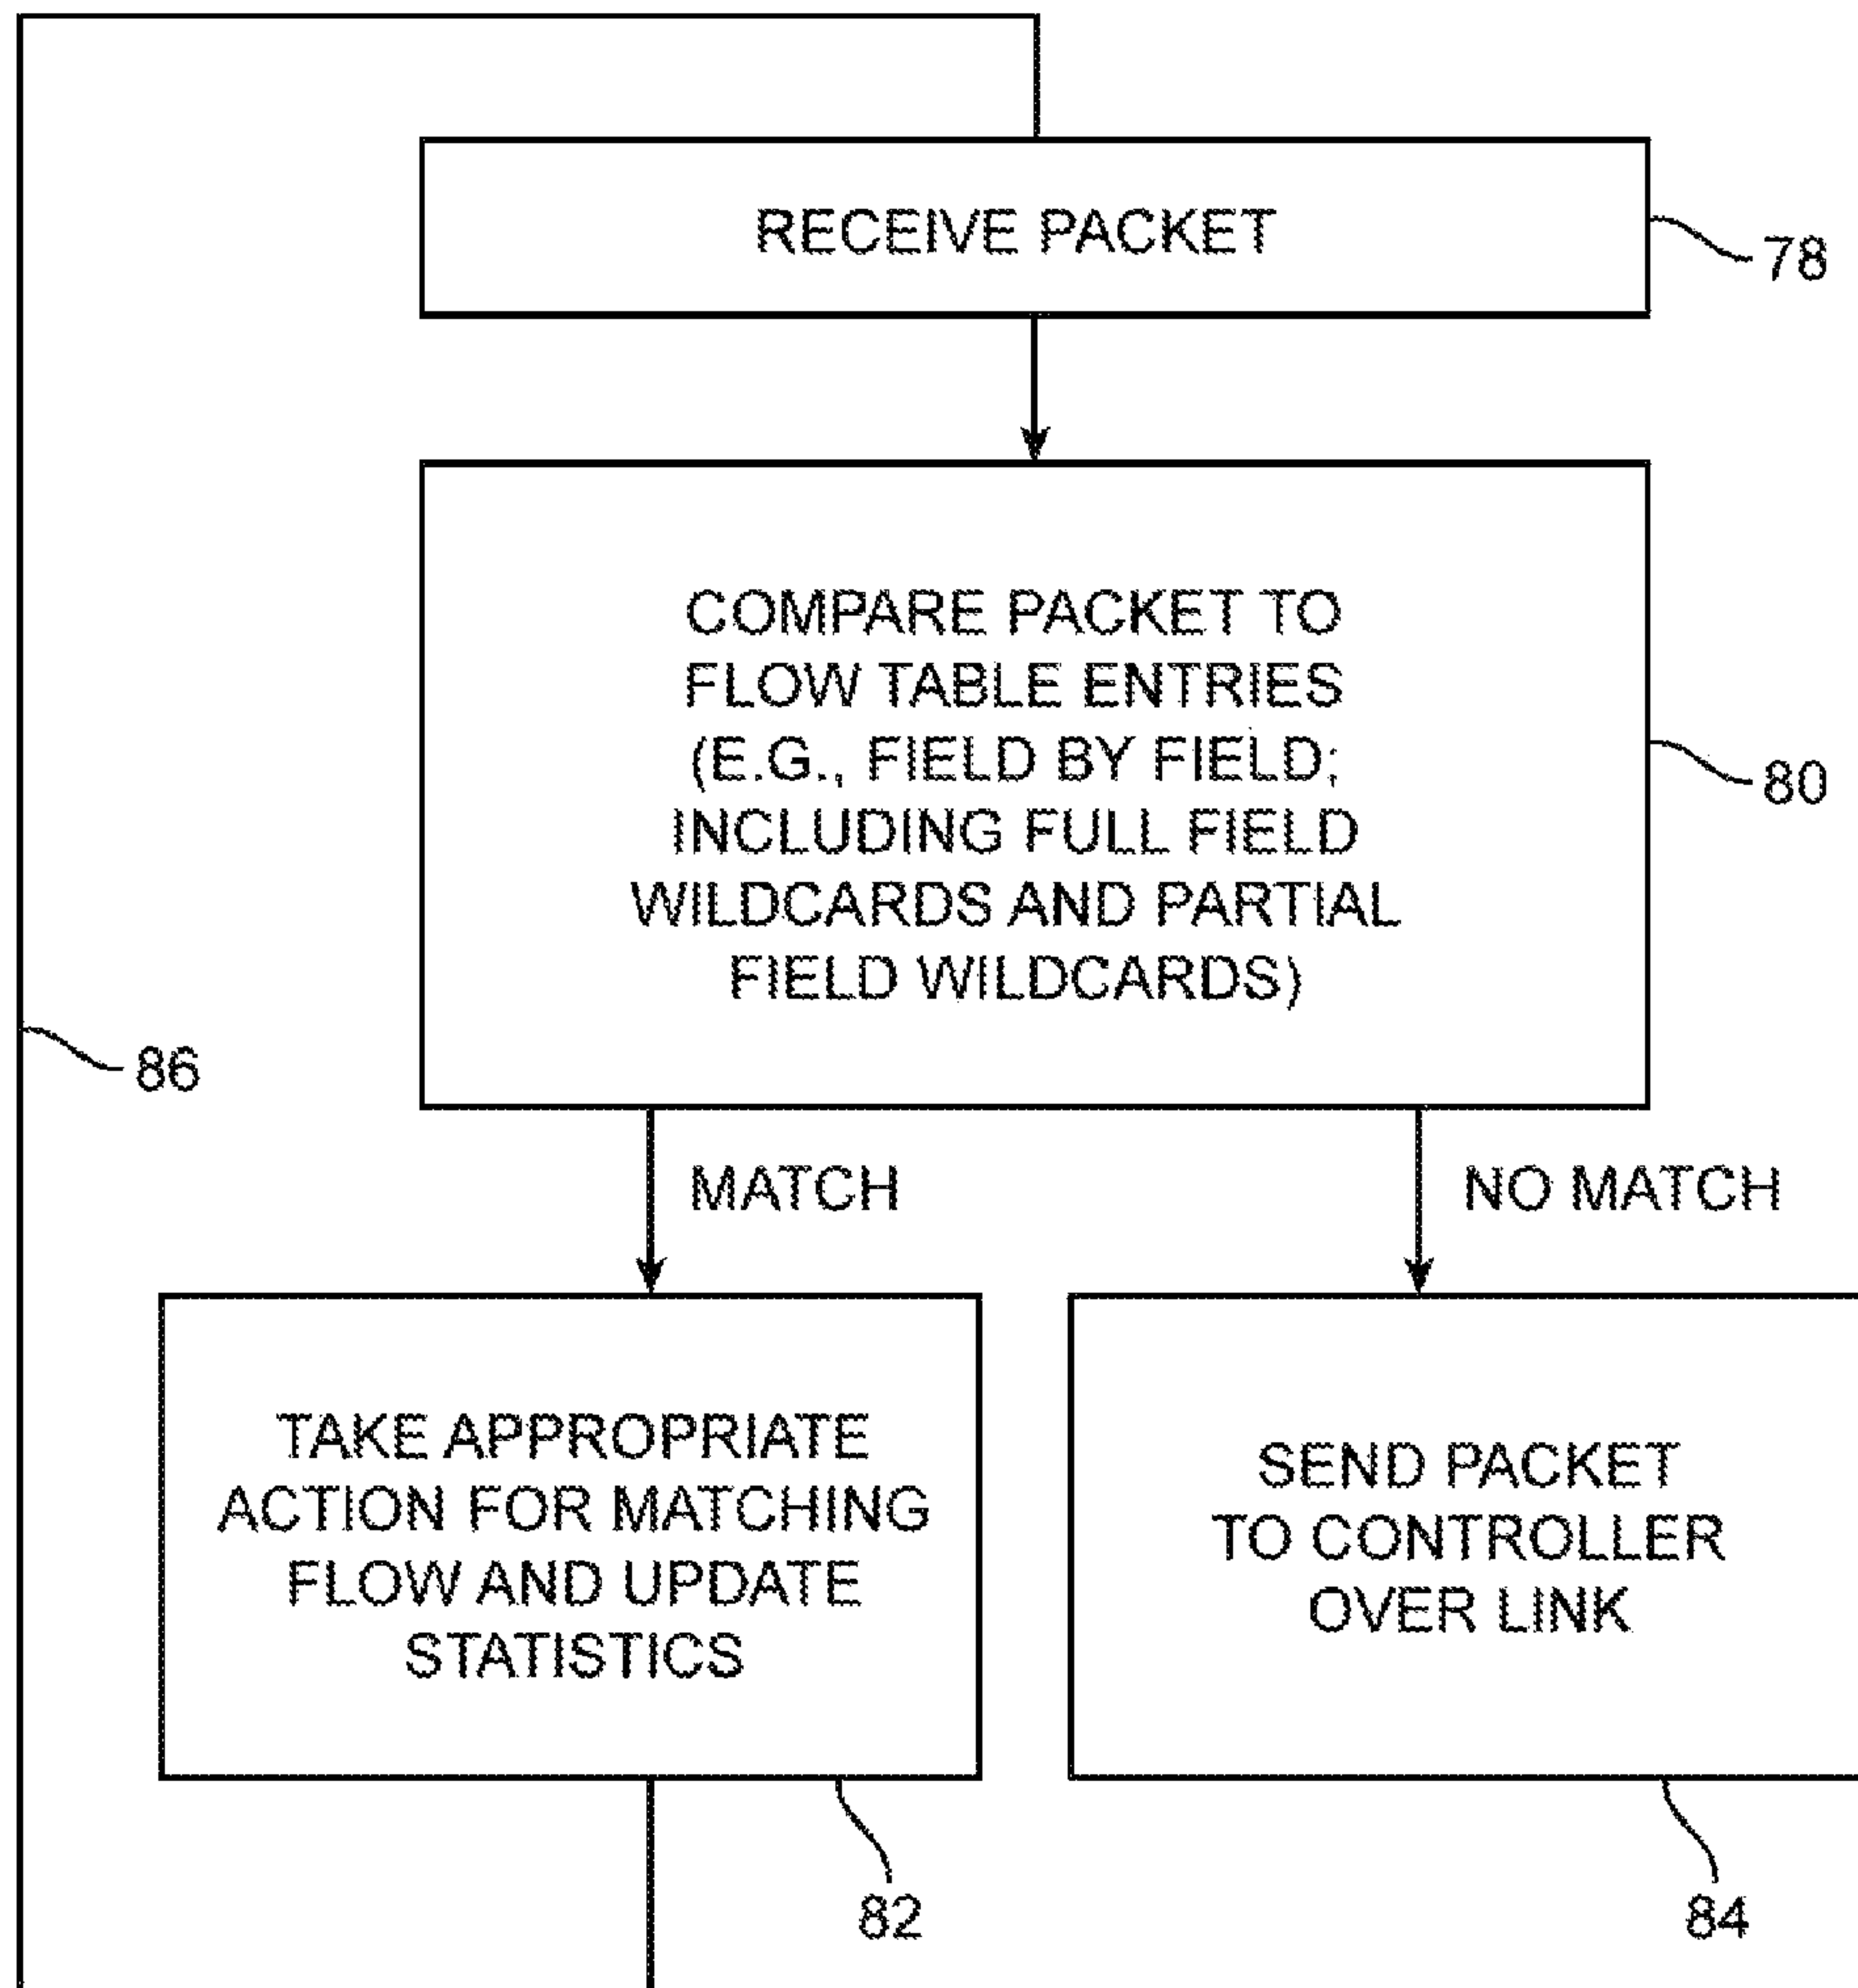 RECEIVE PACKET
78
COMPARE PACKET TO
FLOW TABLE ENTRIES
(E.G., FIELD BY FIELD;
INCLUDING FULL FIELD
WILDCARDS AND PARTIAL
FIELD WILDCARDS)
80
86
MATCH
NO MATCH
TAKE APPROPRIATE
ACTION FOR MATCHING
FLOW AND UPDATE
STATISTICS
SEND PACKET
TO CONTROLLER
OVER LINK
82
84